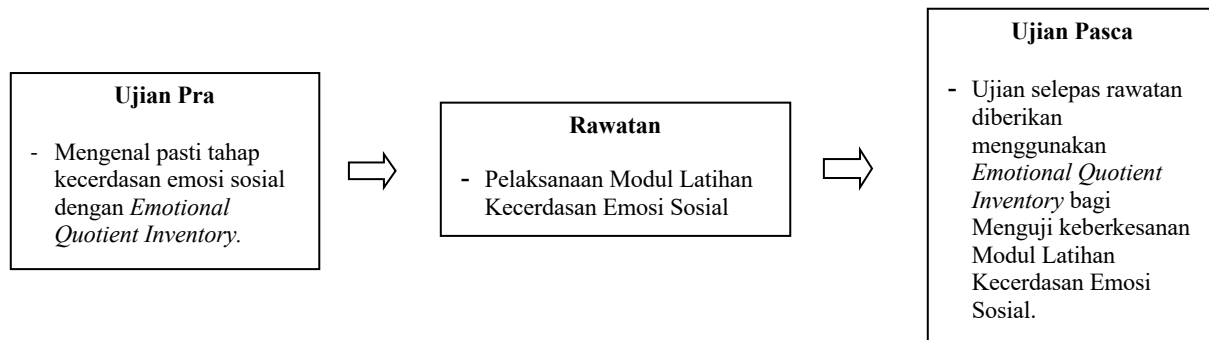 Ujian Pra
- Mengenal pasti tahap
kecerdasan emosi sosial
dengan Emotional
Quotient Inventory.
Rawatan
- Pelaksanaan Modul Latihan
Kecerdasan Emosi Sosial
Ujian Pasca
- Ujian selepas rawatan
diberikan
menggunakan
Emotional Quotient
Inventory bagi
Menguji keberkesanan
Modul Latihan
Kecerdasan Emosi
Sosial.